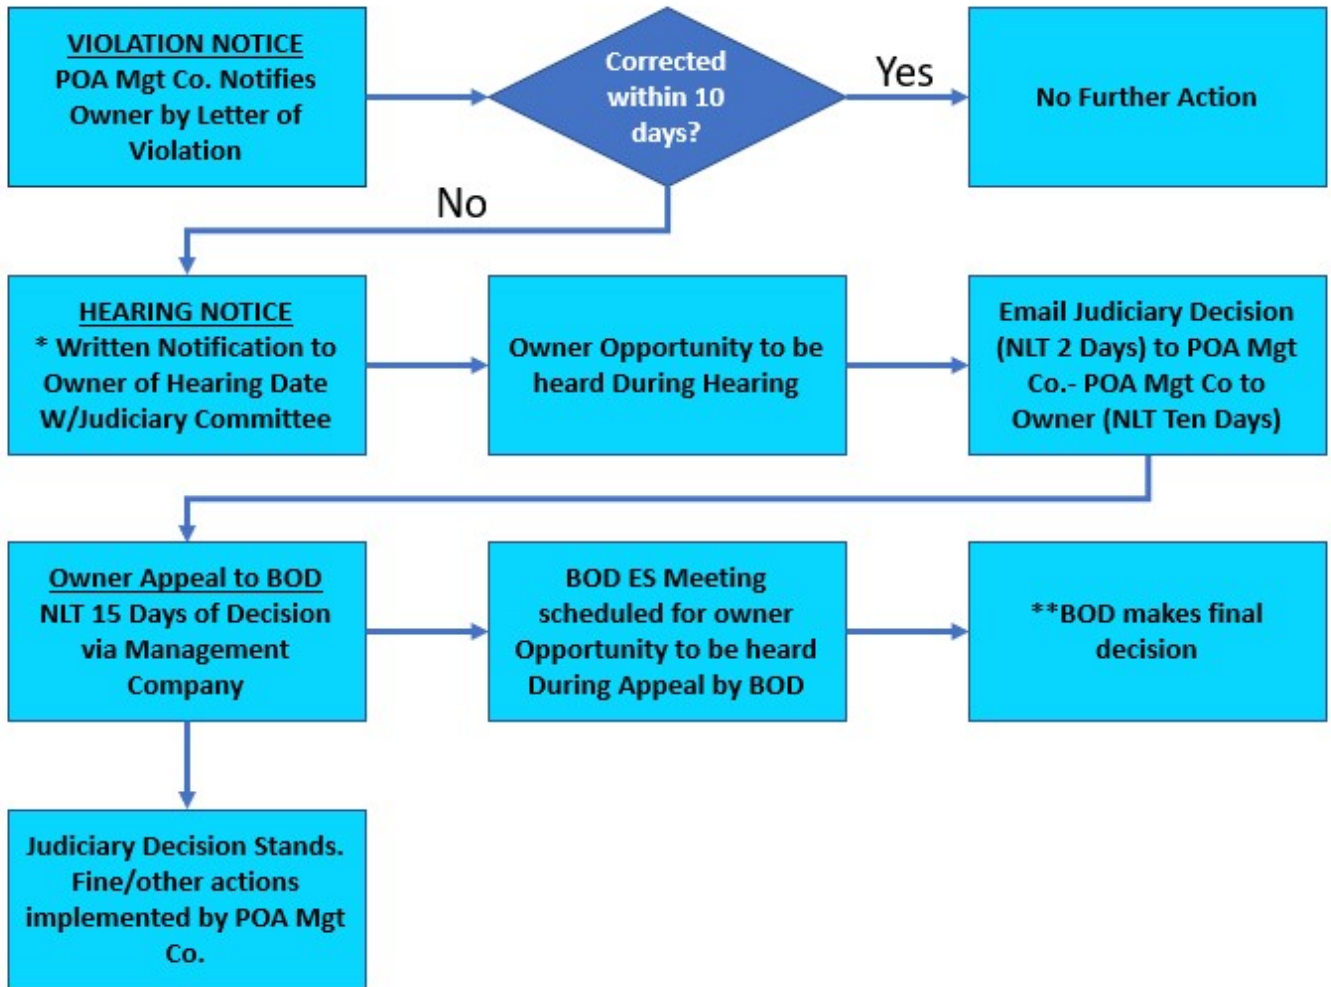 VIOLATION NOTICE
POA Mgt Co. Notifies
Owner by Letter of
Violation
Corrected
within 10
days?
Yes
No Further Action
No
HEARING NOTICE
* Written Notification to
Owner of Hearing Date
W/Judiciary Committee
Owner Opportunity to be
heard During Hearing
Email Judiciary Decision
(NLT 2 Days) to POA Mgt
Co.- POA Mgt Co to
Owner (NLT Ten Days)
Owner Appeal to BOD
NLT 15 Days of Decision
via Management
Company
BOD ES Meeting
scheduled for owner
Opportunity to be heard
During Appeal by BOD
**BOD makes final
decision
Judiciary Decision Stands.
Fine/other actions
implemented by POA Mgt
Co.